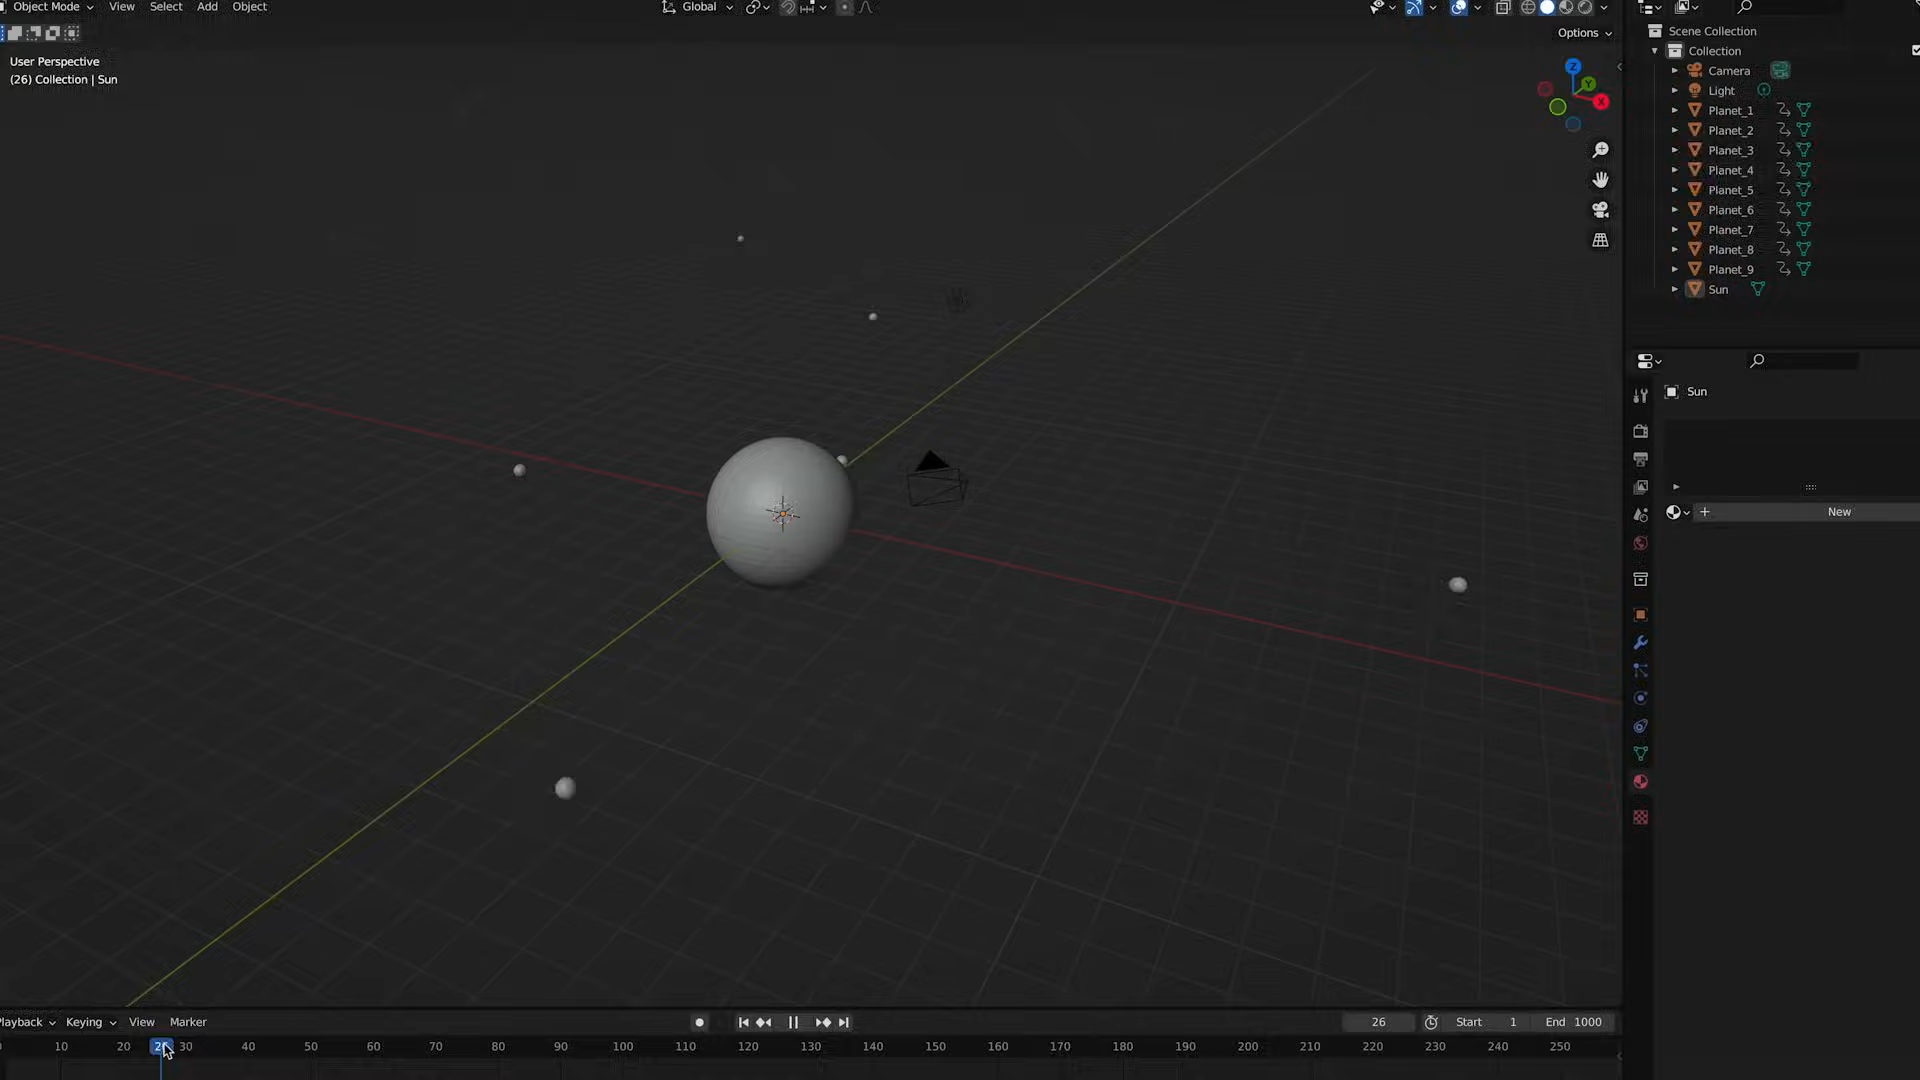 Object Mode View Select Add Object Global
Options
User Perspective
(26) Collection | Sun
Z
Y
X
Scene Collection
Collection
Camera
Light
Planet_1
Planet_2
Planet_3
Planet_4
Planet_5
Planet_6
Planet_7
Planet_8
Planet_9
Sun
Sun
New
Playback Keying View Marker 26 Start 1 End 1000
10 20 26 30 40 50 60 70 80 90 100 110 120 130 140 150 160 170 180 190 200 210 220 230 240 250